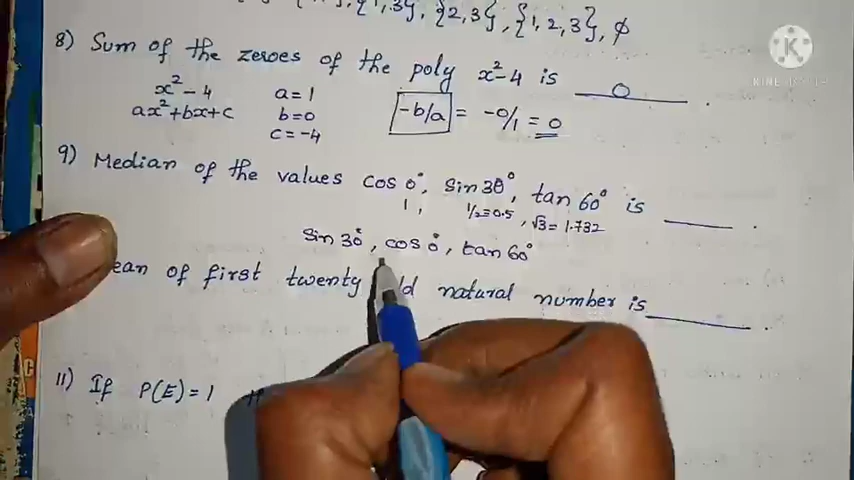 {1,3}, {2,3}, {1,2,3}, ϕ
8) Sum of the zeroes of the poly x²-4 is 0.
x²-4 a=1
ax²+bx+c b=0 -b/a = -0/1 = 0
c=-4
9) Median of the values cos 0°, sin 30°, tan 60° is ____.
1, 1/2=0.5, √3=1.732
sin 30°, cos 0°, tan 60°
of first twenty natural number is ____.
11) If P(E)=1
KINEMASTER